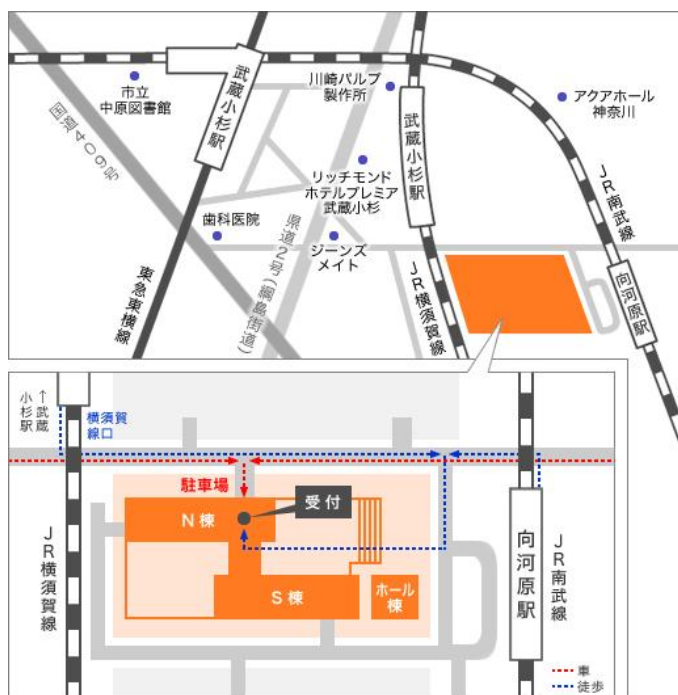 市立
中原図書館
武蔵小杉駅
川崎パルプ
製作所
アクアホール
神奈川
国道409号
武蔵小杉駅
リッチモンド
ホテルプレミア
武蔵小杉
JR南武線
歯科医院
ジーンズ
メイト
県道2号(綱島街道)
東急東横線
JR横須賀線
向河原駅
↑武蔵
小杉駅
横須賀
線口
駐車場
受付
N棟
S棟
ホール
棟
JR横須賀線
向河原駅
JR南武線
車
徒歩